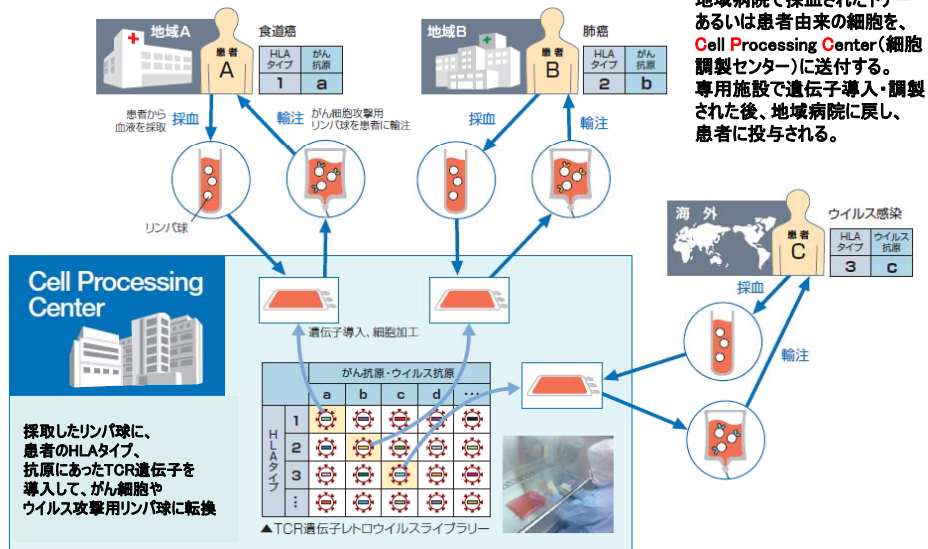 地域病院で採血されたドナー
あるいは患者由来の細胞を、
Cell Processing Center（細胞
調製センター）に送付する。
専用施設で遺伝子導入・調製
された後、地域病院に戻し、
患者に投与される。
地域A
患者
A
食道癌
HLA
タイプ
がん
抗原
1
a
地域B
患者
B
肺癌
HLA
タイプ
がん
抗原
2
b
患者から
血液を採取
採血
輸注
がん細胞攻撃用
リンパ球を患者に輸注
採血
輸注
リンパ球
海外
患者
C
ウイルス感染
HLA
タイプ
ウイルス
抗原
3
c
採血
輸注
Cell Processing
Center
遺伝子導入、細胞加工
がん抗原・ウイルス抗原
a b c d …
HLAタイプ
1
2
3
⋮
▲TCR遺伝子レトロウイルスライブラリー
採取したリンパ球に、
患者のHLAタイプ、
抗原にあったTCR遺伝子を
導入して、がん細胞や
ウイルス攻撃用リンパ球に転換